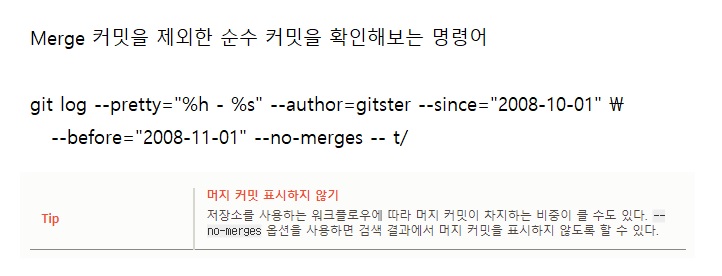 Merge 커밋을 제외한 순수 커밋을 확인해보는 명령어
git log --pretty="%h - %s" --author=gitster --since="2008-10-01" ₩
--before="2008-11-01" --no-merges -- t/
Tip
머지 커밋 표시하지 않기
저장소를 사용하는 워크플로우에 따라 머지 커밋이 차지하는 비중이 클 수도 있다. --
no-merges 옵션을 사용하면 검색 결과에서 머지 커밋을 표시하지 않도록 할 수 있다.